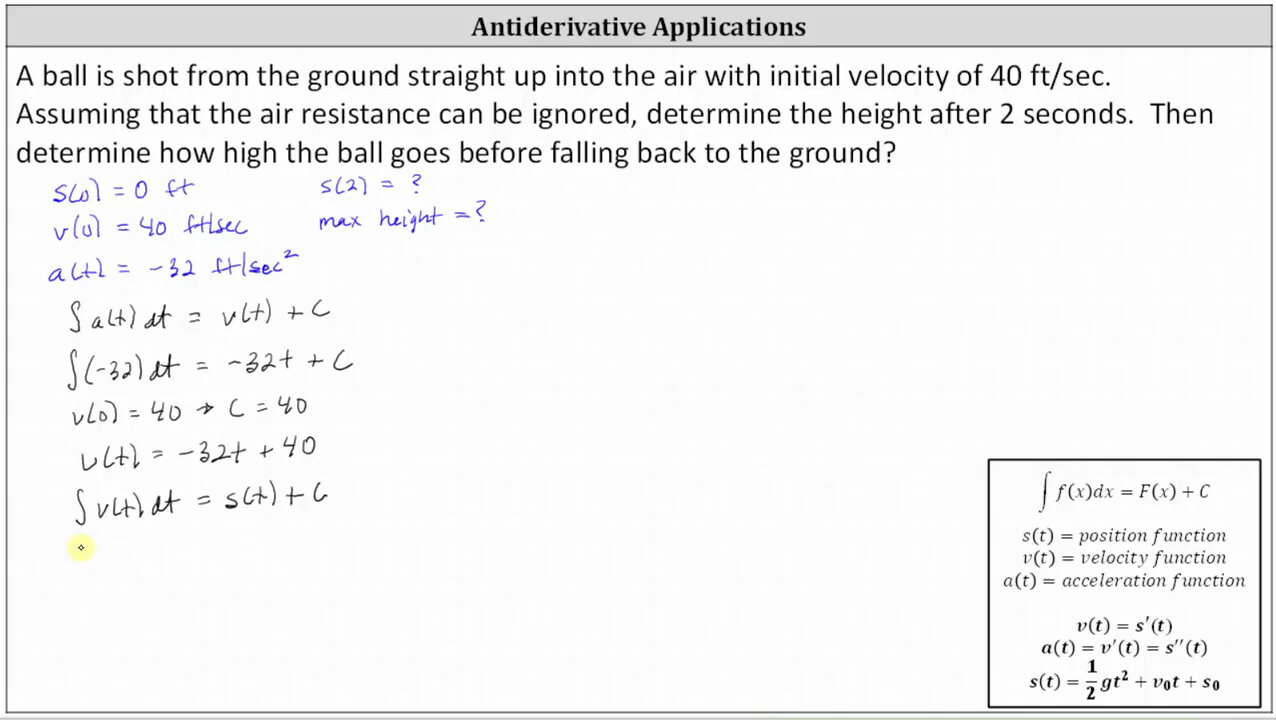 Antiderivative Applications
A ball is shot from the ground straight up into the air with initial velocity of 40 ft/sec.
Assuming that the air resistance can be ignored, determine the height after 2 seconds. Then
determine how high the ball goes before falling back to the ground?
s(0) = 0 ft
v(0) = 40 ft/sec
a(t) = -32 ft/sec²
s(2) = ?
max height = ?
∫ a(t) dt = v(t) + C
∫(-32) dt = -32t + C
v(0) = 40 → C = 40
v(t) = -32t + 40
∫ v(t) dt = s(t) + C
∫ f(x)dx = F(x) + C
s(t) = position function
v(t) = velocity function
a(t) = acceleration function
v(t) = s′(t)
a(t) = v′(t) = s′′(t)
s(t) = 1/2 gt² + v₀t + s₀